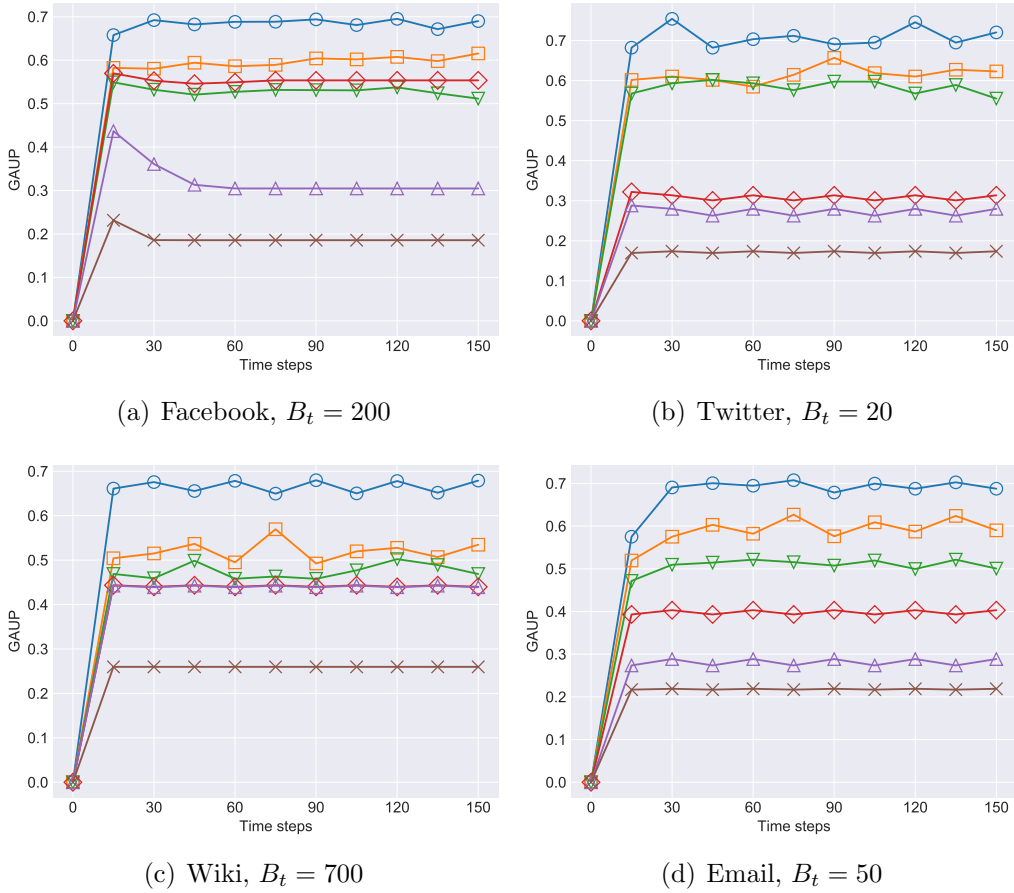 0.7
0.6
0.5
0.4
0.3
0.2
0.1
0.0
GAUP
0 30 60 90 120 150
Time steps
(a) Facebook, B_t = 200
0.7
0.6
0.5
0.4
0.3
0.2
0.1
0.0
GAUP
0 30 60 90 120 150
Time steps
(b) Twitter, B_t = 20
0.7
0.6
0.5
0.4
0.3
0.2
0.1
0.0
GAUP
0 30 60 90 120 150
Time steps
(c) Wiki, B_t = 700
0.7
0.6
0.5
0.4
0.3
0.2
0.1
0.0
GAUP
0 30 60 90 120 150
Time steps
(d) Email, B_t = 50